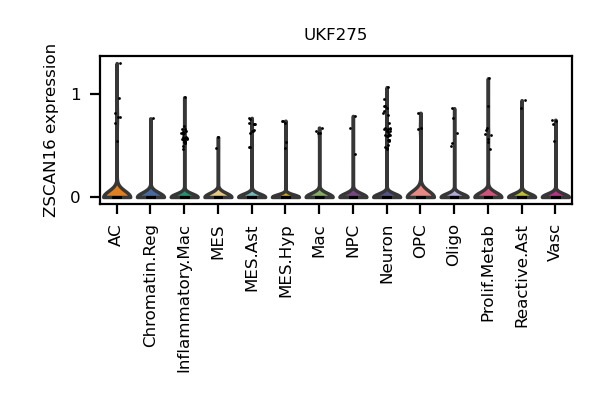 UKF275
ZSCAN16 expression
1
0
AC
Chromatin.Reg
Inflammatory.Mac
MES
MES.Ast
MES.Hyp
Mac
NPC
Neuron
OPC
Oligo
Prolif.Metab
Reactive.Ast
Vasc